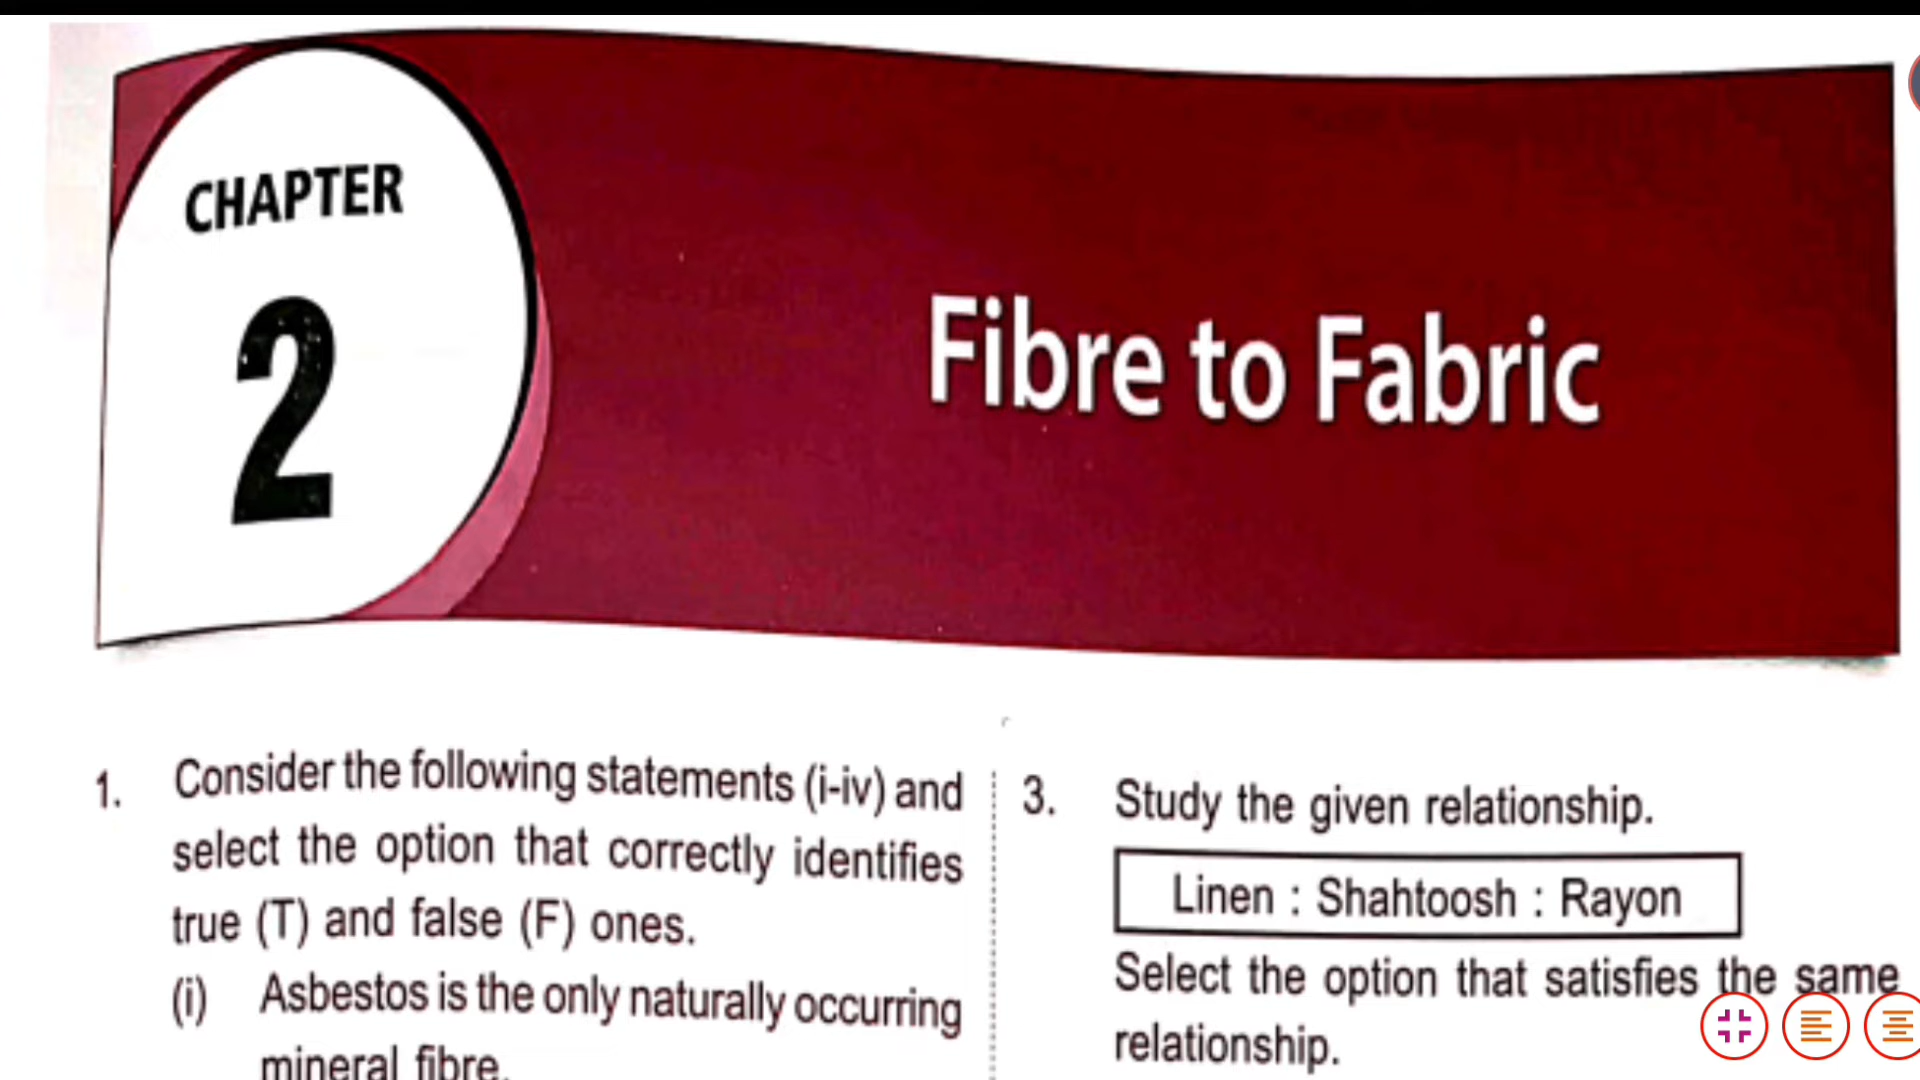 CHAPTER
2
Fibre to Fabric
1. Consider the following statements (i-iv) and
select the option that correctly identifies
true (T) and false (F) ones.
(i) Asbestos is the only naturally occurring
mineral fibre.
3. Study the given relationship.
Linen : Shahtoosh : Rayon
Select the option that satisfies the same
relationship.